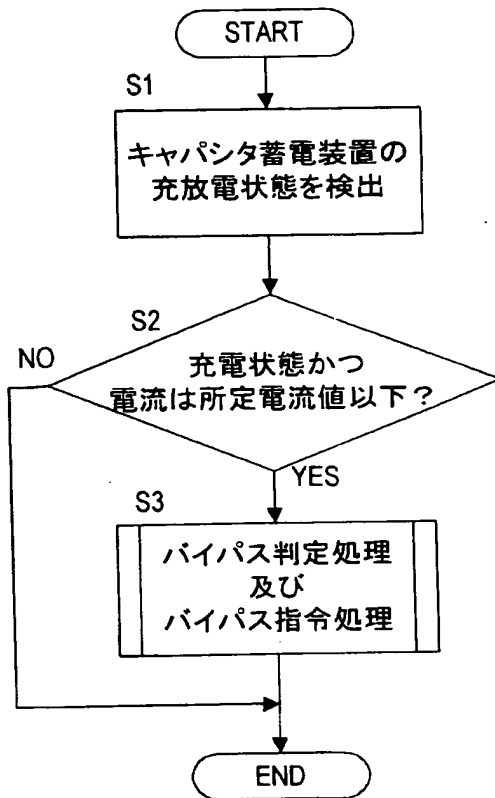 START
S1
キャパシタ蓄電装置の
充放電状態を検出
S2
NO
充電状態かつ
電流は所定電流値以下？
YES
S3
バイパス判定処理
及び
バイパス指令処理
END